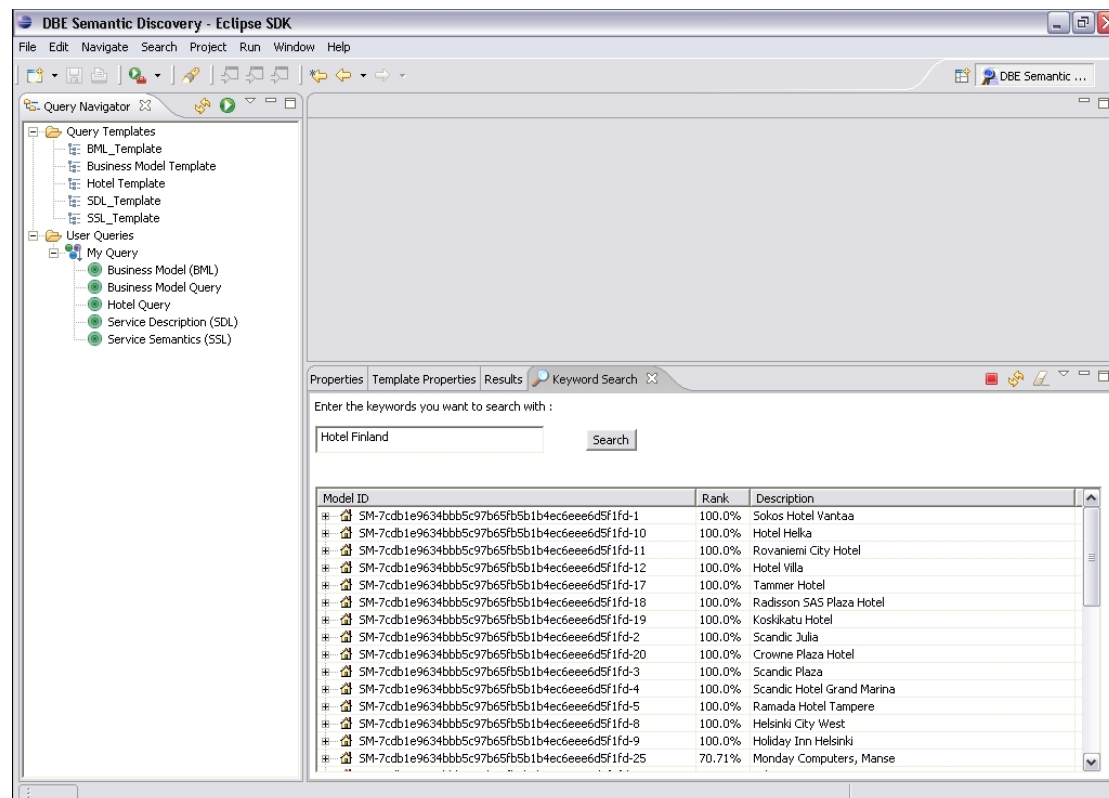 DBE Semantic Discovery - Eclipse SDK
File Edit Navigate Search Project Run Window Help
DBE Semantic ...
Query Navigator
Query Templates
BML_Template
Business Model Template
Hotel Template
SDL_Template
SSL_Template
User Queries
My Query
Business Model (BML)
Business Model Query
Hotel Query
Service Description (SDL)
Service Semantics (SSL)
Properties Template Properties Results Keyword Search
Enter the keywords you want to search with :
Hotel Finland Search
Model ID Rank Description
SM-7cdb1e9634bbb5c97b65fb5b1b4ec6eee6d5f1fd-1 100.0% Sokos Hotel Vantaa
SM-7cdb1e9634bbb5c97b65fb5b1b4ec6eee6d5f1fd-10 100.0% Hotel Helka
SM-7cdb1e9634bbb5c97b65fb5b1b4ec6eee6d5f1fd-11 100.0% Rovaniemi City Hotel
SM-7cdb1e9634bbb5c97b65fb5b1b4ec6eee6d5f1fd-12 100.0% Hotel Villa
SM-7cdb1e9634bbb5c97b65fb5b1b4ec6eee6d5f1fd-17 100.0% Tammer Hotel
SM-7cdb1e9634bbb5c97b65fb5b1b4ec6eee6d5f1fd-18 100.0% Radisson SAS Plaza Hotel
SM-7cdb1e9634bbb5c97b65fb5b1b4ec6eee6d5f1fd-19 100.0% Koskikatu Hotel
SM-7cdb1e9634bbb5c97b65fb5b1b4ec6eee6d5f1fd-2 100.0% Scandic Julia
SM-7cdb1e9634bbb5c97b65fb5b1b4ec6eee6d5f1fd-20 100.0% Crowne Plaza Hotel
SM-7cdb1e9634bbb5c97b65fb5b1b4ec6eee6d5f1fd-3 100.0% Scandic Plaza
SM-7cdb1e9634bbb5c97b65fb5b1b4ec6eee6d5f1fd-4 100.0% Scandic Hotel Grand Marina
SM-7cdb1e9634bbb5c97b65fb5b1b4ec6eee6d5f1fd-5 100.0% Ramada Hotel Tampere
SM-7cdb1e9634bbb5c97b65fb5b1b4ec6eee6d5f1fd-8 100.0% Helsinki City West
SM-7cdb1e9634bbb5c97b65fb5b1b4ec6eee6d5f1fd-9 100.0% Holiday Inn Helsinki
SM-7cdb1e9634bbb5c97b65fb5b1b4ec6eee6d5f1fd-25 70.71% Monday Computers, Manse